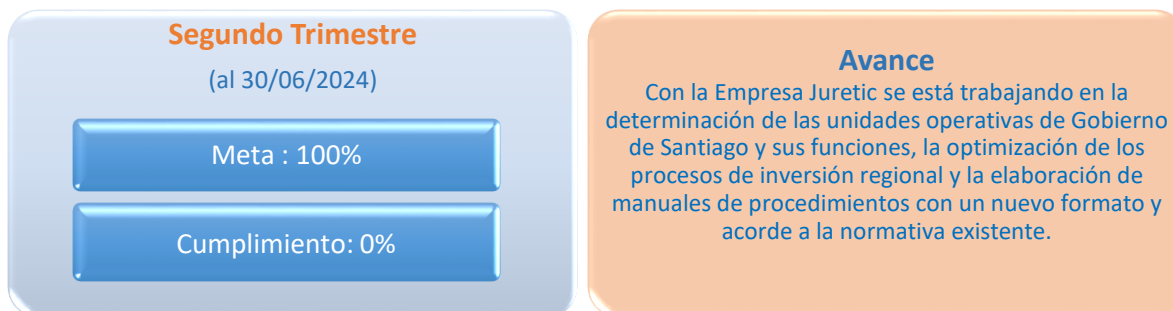 Segundo Trimestre
(al 30/06/2024)
Meta : 100%
Cumplimiento: 0%
Avance
Con la Empresa Juretic se está trabajando en la
determinación de las unidades operativas de Gobierno
de Santiago y sus funciones, la optimización de los
procesos de inversión regional y la elaboración de
manuales de procedimientos con un nuevo formato y
acorde a la normativa existente.